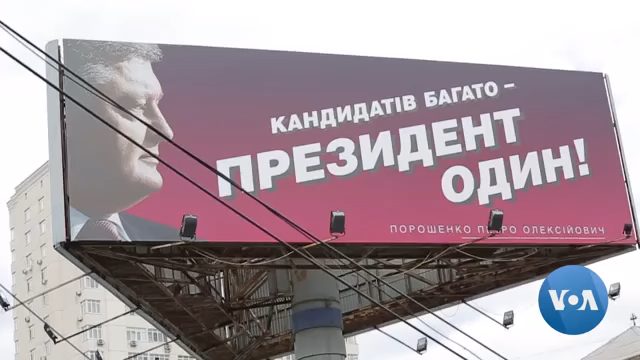 КАНДИДАТІВ БАГАТО –
ПРЕЗИДЕНТ
ОДИН!
ПОРОШЕНКО ПЕТРО ОЛЕКСІЙОВИЧ
VOA